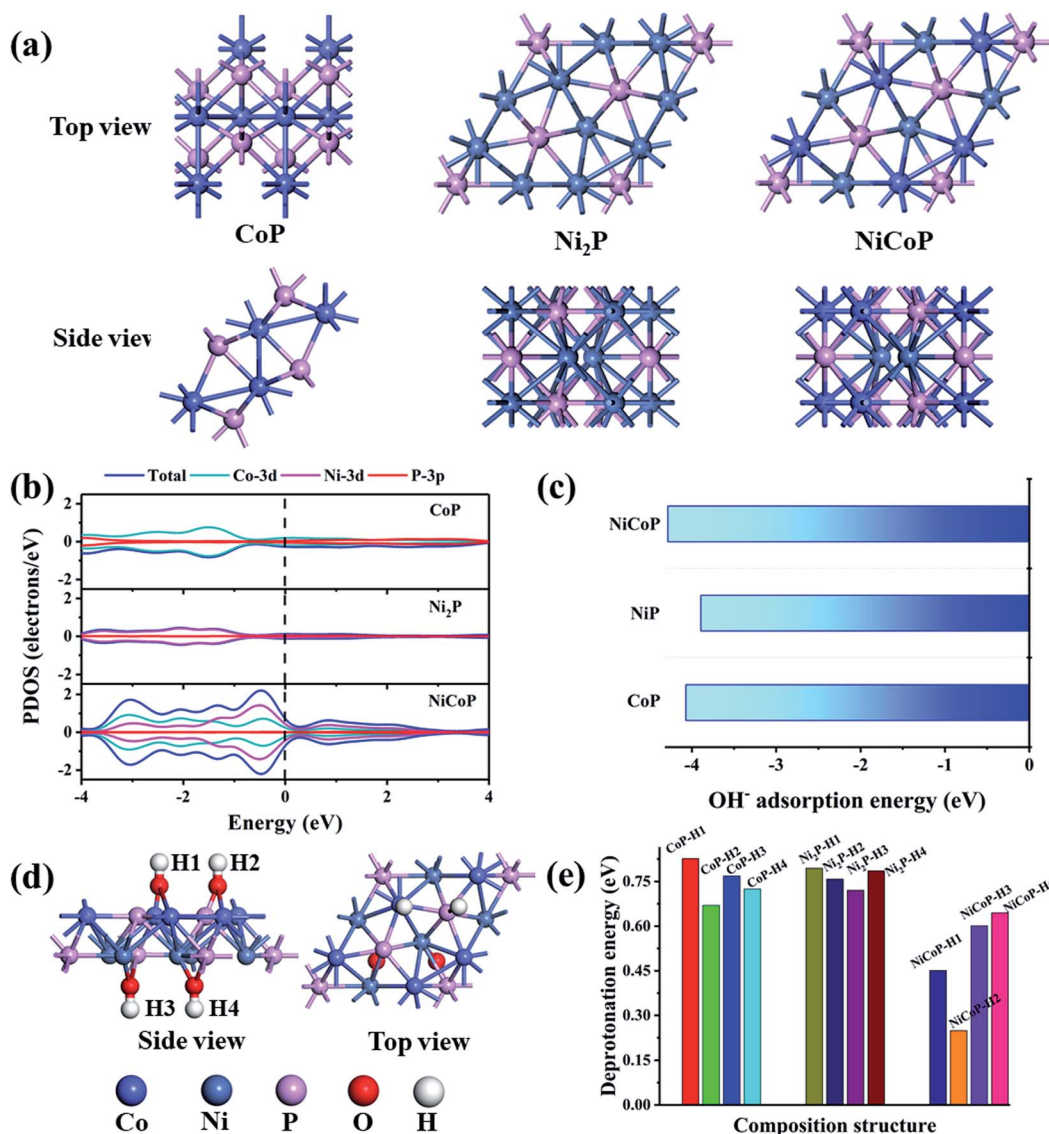 (a)
Top view
CoP
Ni₂P
NiCoP
Side view
(b)
Total Co-3d Ni-3d P-3p
PDOS (electrons/eV)
2
0
-2
CoP
2
0
-2
Ni₂P
2
0
-2
NiCoP
-4 -2 0 2 4
Energy (eV)
(c)
NiCoP
NiP
CoP
-4 -3 -2 -1 0
OH⁻ adsorption energy (eV)
(d)
H1 H2
H3 H4
Side view
Top view
Co Ni P O H
(e)
Deprotonation energy (eV)
0.75
0.60
0.45
0.30
0.15
0.00
CoP-H1
CoP-H2
CoP-H3
CoP-H4
Ni₂P-H1
Ni₂P-H2
Ni₂P-H3
Ni₂P-H4
NiCoP-H1
NiCoP-H2
NiCoP-H3
NiCoP-H
Composition structure